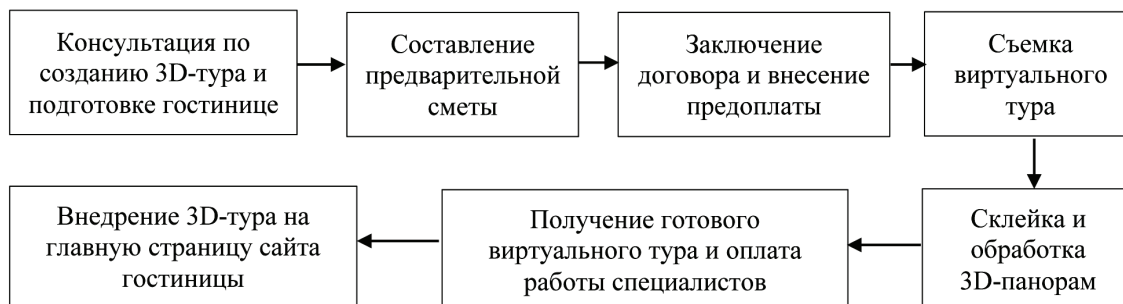 Консультация по
созданию 3D-тура и
подготовке гостинице
Составление
предварительной
сметы
Заключение
договора и внесение
предоплаты
Съемка
виртуального
тура
Склейка и
обработка
3D-панорам
Получение готового
виртуального тура и оплата
работы специалистов
Внедрение 3D-тура на
главную страницу сайта
гостиницы